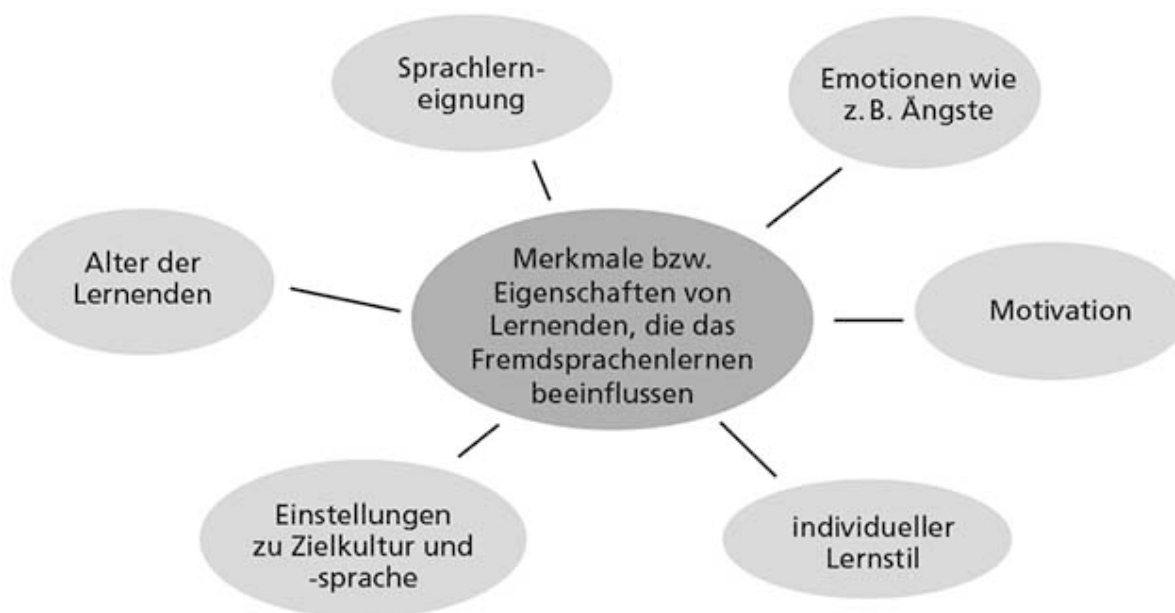 Sprachlern-
eignung
Emotionen wie
z. B. Ängste
Alter der
Lernenden
Merkmale bzw.
Eigenschaften von
Lernenden, die das
Fremdsprachenlernen
beeinflussen
Motivation
Einstellungen
zu Zielkultur und
-sprache
individueller
Lernstil